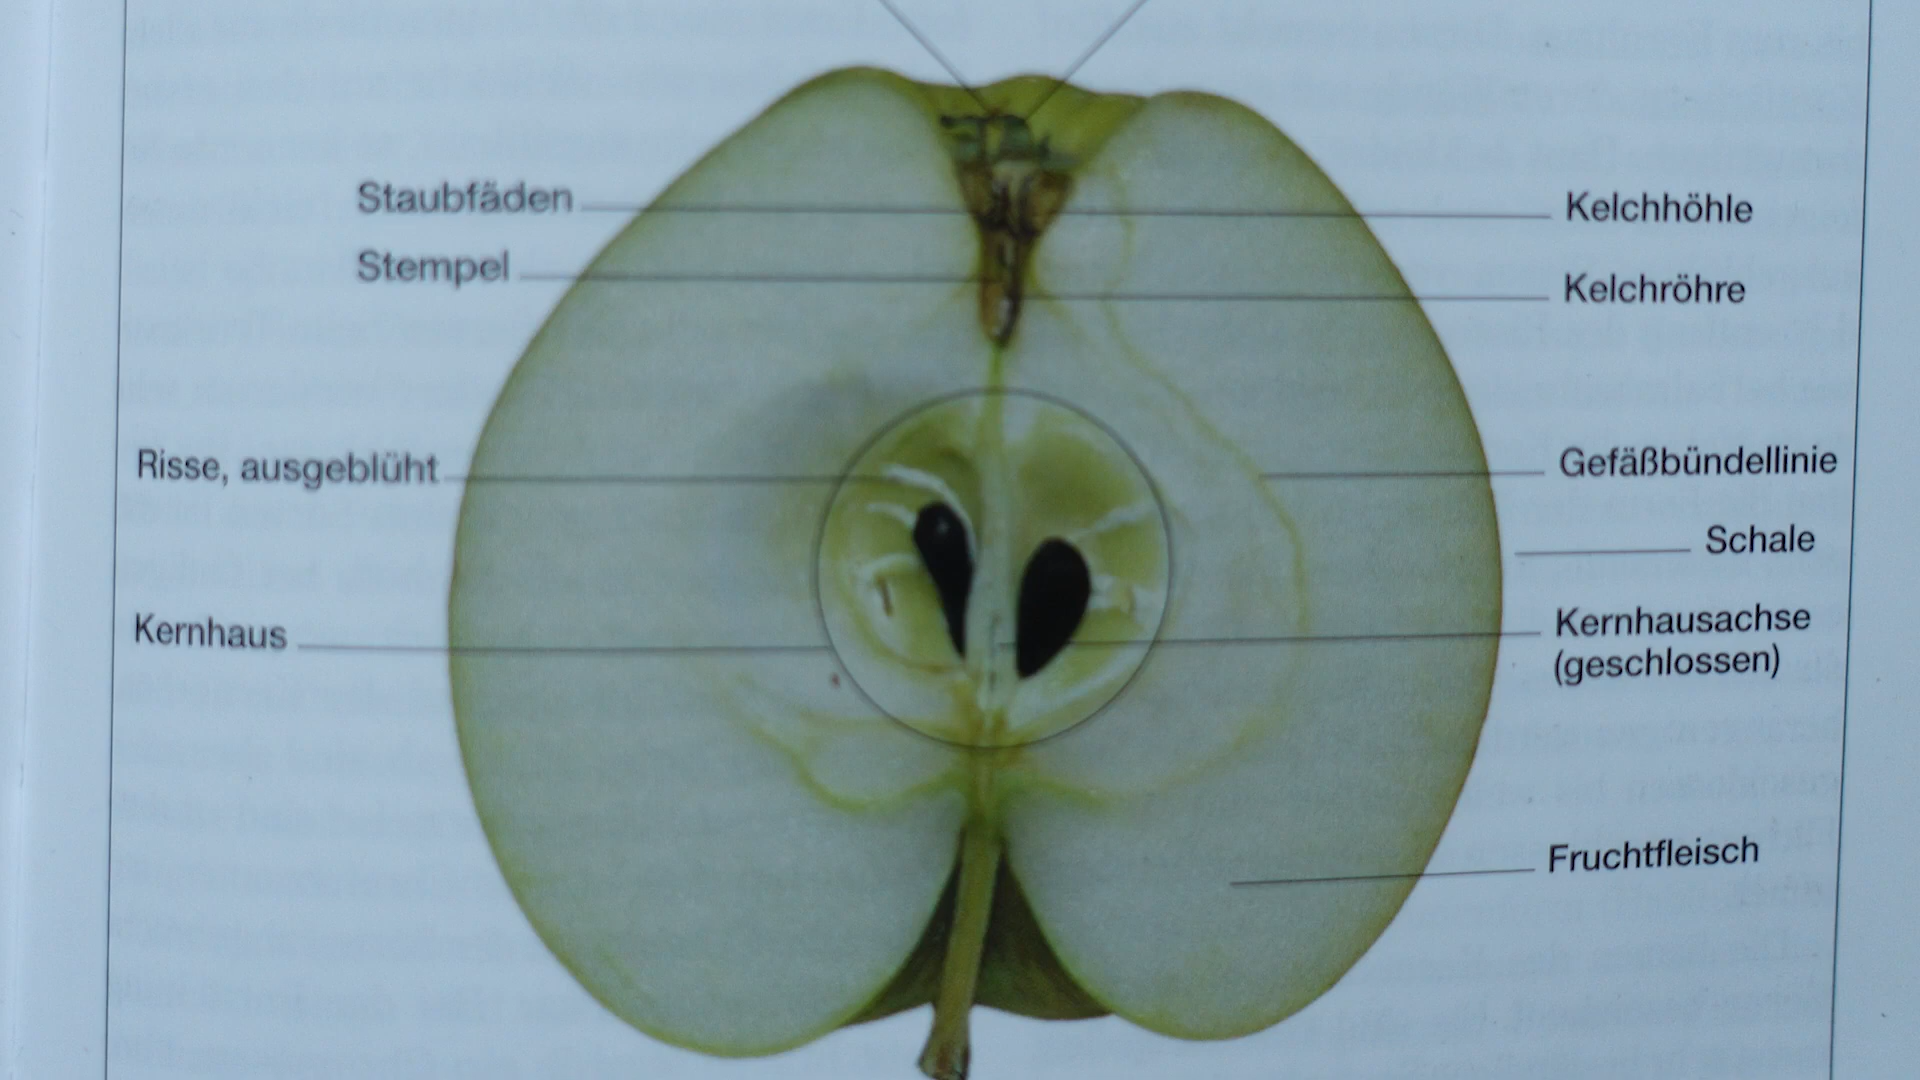 Staubfäden
Kelchhöhle
Stempel
Kelchröhre
Risse, ausgeblüht
Gefäßbündellinie
Schale
Kernhaus
Kernhausachse
(geschlossen)
Fruchtfleisch